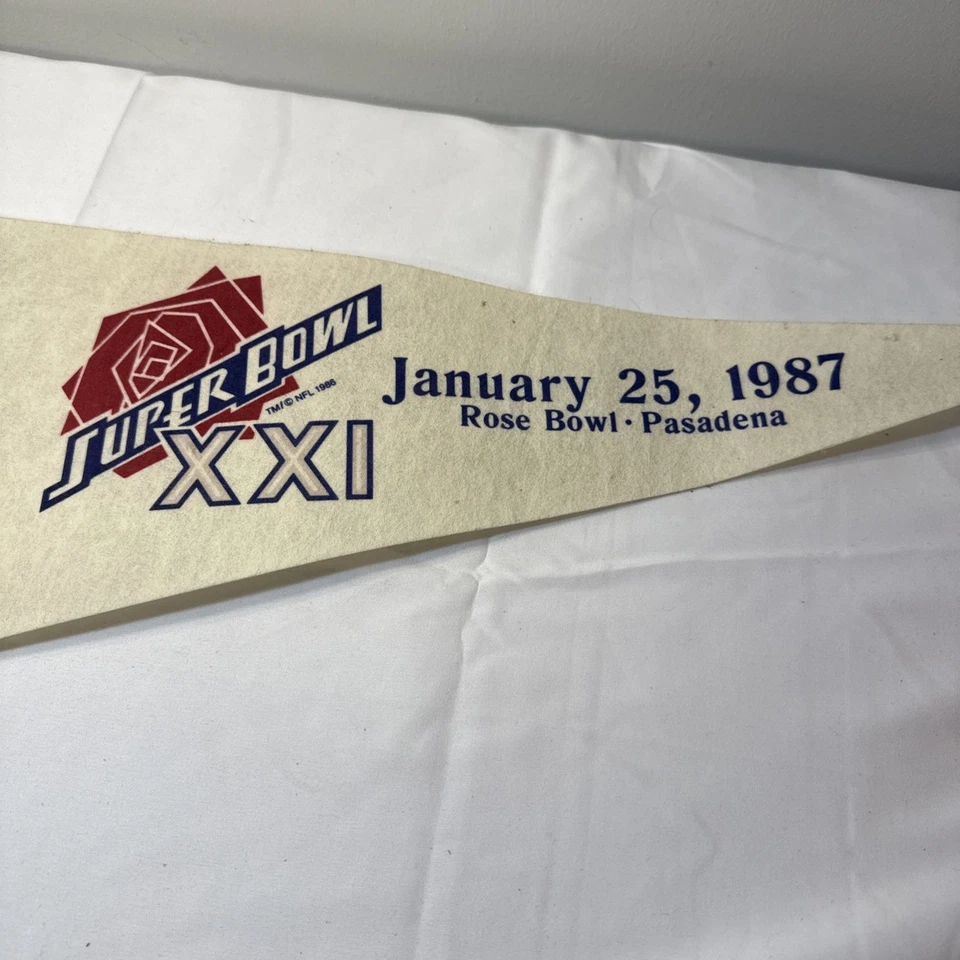 SUPER BOWL
XXI
TM/© NFL 1986
January 25, 1987
Rose Bowl · Pasadena